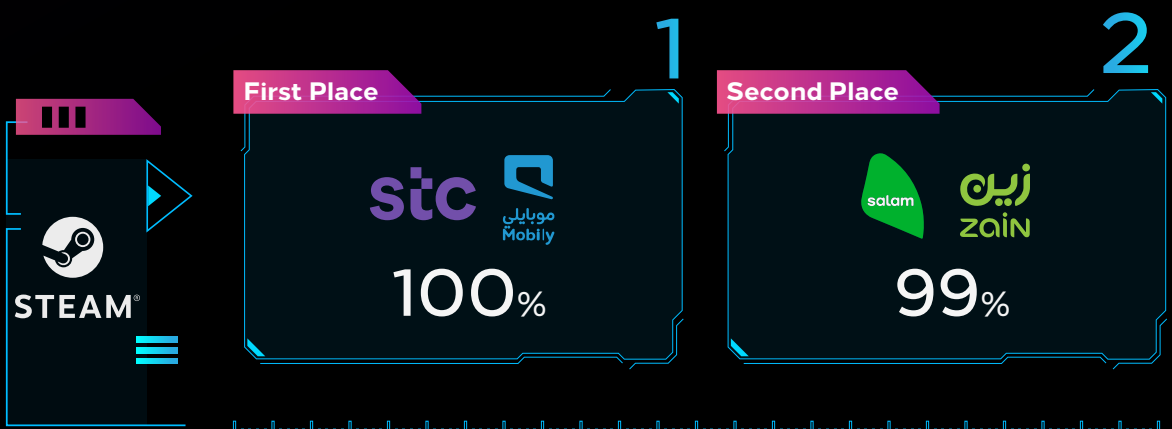 STEAM®
1
First Place
stc
موبايلي
Mobily
100%
2
Second Place
salam
زين
zain
99%